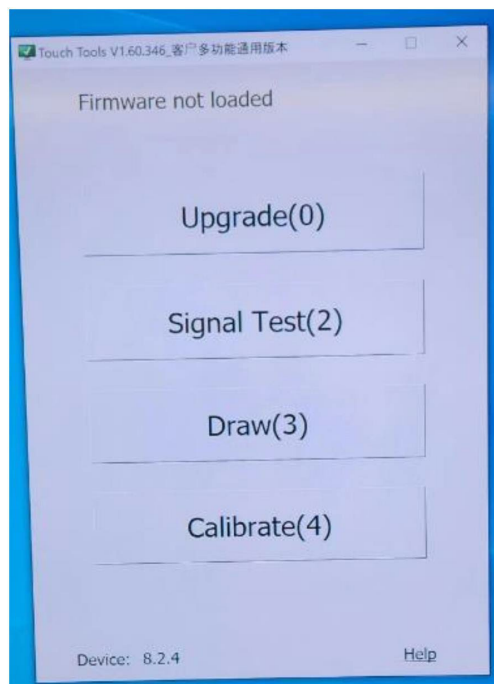 Touch Tools V1.60.346_客户多功能通用版本
Firmware not loaded
Upgrade(0)
Signal Test(2)
Draw(3)
Calibrate(4)
Device: 8.2.4
Help